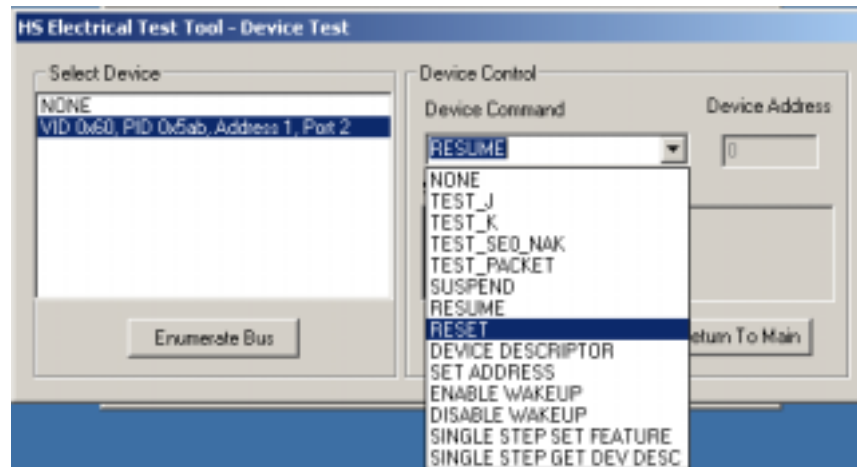 HS Electrical Test Tool - Device Test
Select Device
NONE
VID 0x60, PID 0x5ab, Address 1, Port 2
Enumerate Bus
Device Control
Device Command
Device Address
RESUME
0
NONE
TEST_J
TEST_K
TEST_SE0_NAK
TEST_PACKET
SUSPEND
RESUME
RESET
DEVICE DESCRIPTOR
SET ADDRESS
ENABLE WAKEUP
DISABLE WAKEUP
SINGLE STEP SET FEATURE
SINGLE STEP GET DEV DESC
eturn To Main